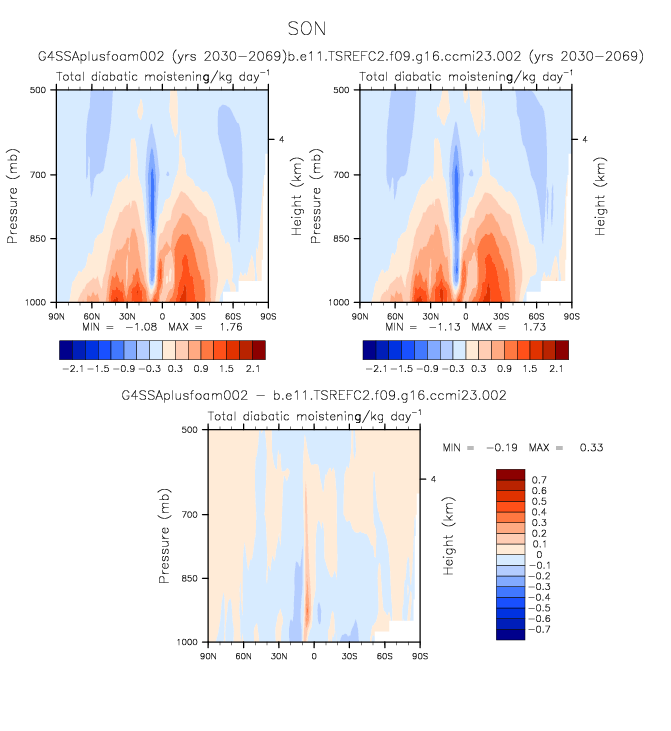 SON
G4SSAplusfoam002 (yrs 2030-2069)b.e11.TSREFC2.f09.g16.ccmi23.002 (yrs 2030-2069)
Total diabatic moistening/kg day⁻¹ Total diabatic moistening/kg day⁻¹
500 500
4 4
700 700
850 850
1000 1000
Pressure (mb) Height (km) Pressure (mb) Height (km)
90N 60N 30N 0 30S 60S 90S 90N 60N 30N 0 30S 60S 90S
MIN = -1.08 MAX = 1.76 MIN = -1.13 MAX = 1.73
-2.1 -1.5 -0.9 -0.3 0.3 0.9 1.5 2.1 -2.1 -1.5 -0.9 -0.3 0.3 0.9 1.5 2.1
G4SSAplusfoam002 - b.e11.TSREFC2.f09.g16.ccmi23.002
Total diabatic moistening/kg day⁻¹
MIN = -0.19 MAX = 0.33
500
4
700
850
1000
Pressure (mb) Height (km)
90N 60N 30N 0 30S 60S 90S
0.7
0.6
0.5
0.4
0.3
0.2
0.1
0
-0.1
-0.2
-0.3
-0.4
-0.5
-0.6
-0.7